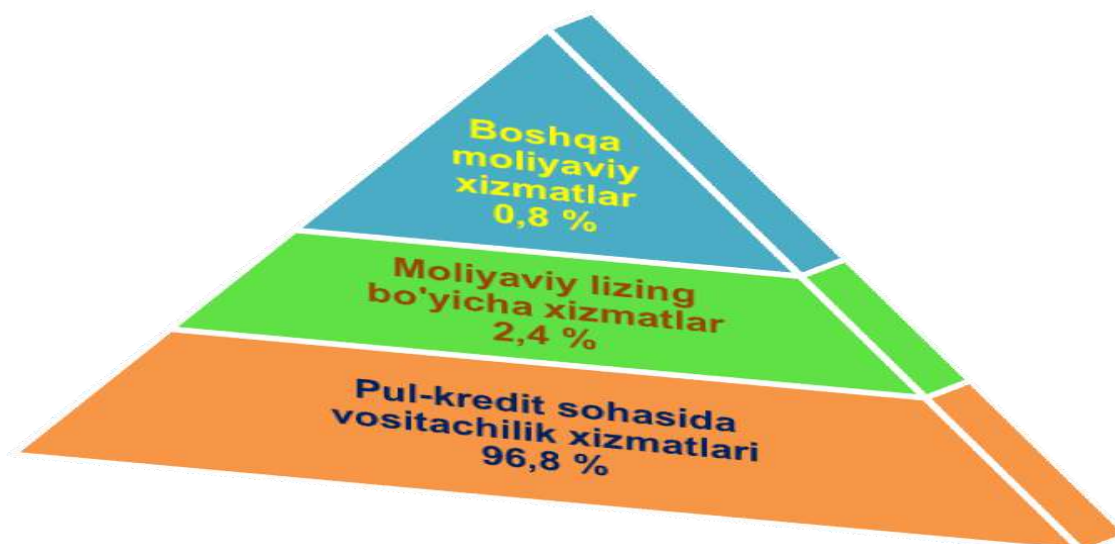 Boshqa
moliyaviy
xizmatlar
0,8 %
Moliyaviy lizing
bo'yicha xizmatlar
2,4 %
Pul-kredit sohasida
vositachilik xizmatlari
96,8 %